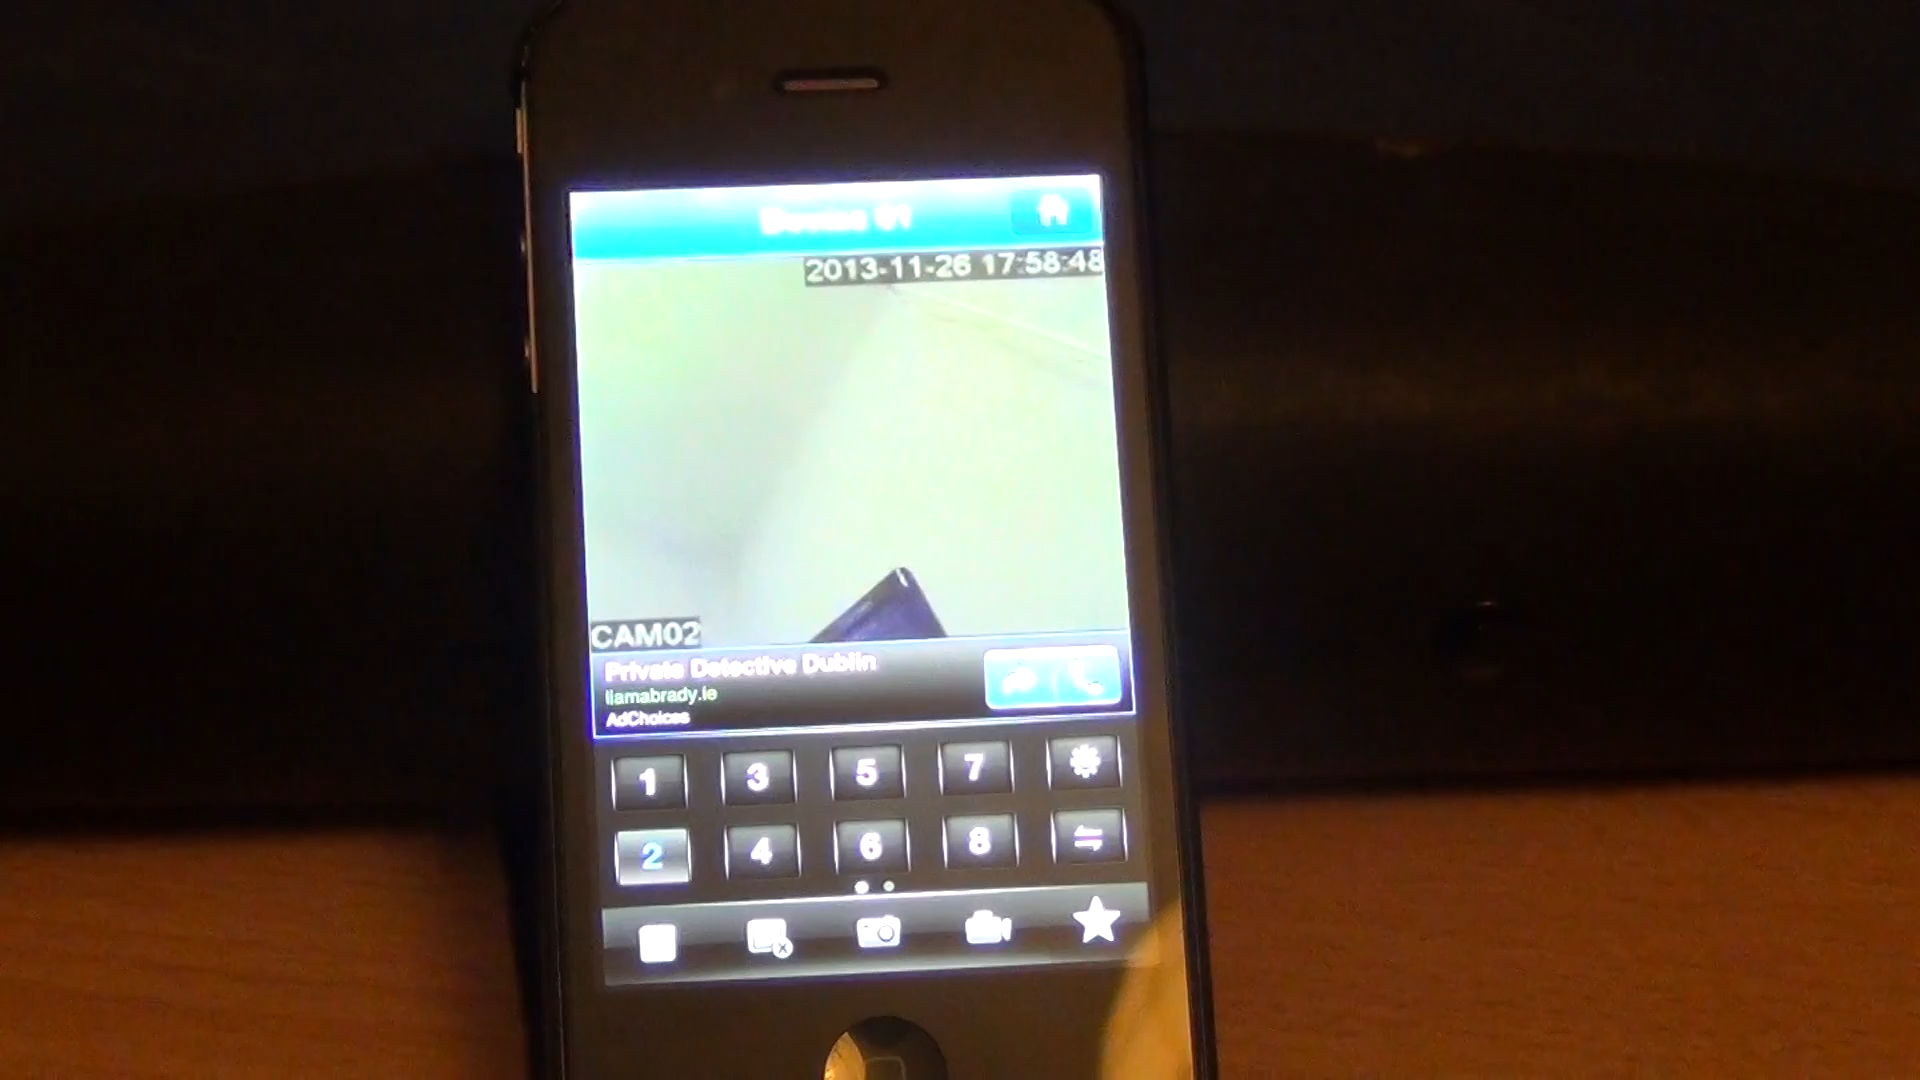 2013-11-26 17:58:48
CAM02
Private Detective Dublin
liamabrady.ie
AdChoices
1 3 5 7
2 4 6 8